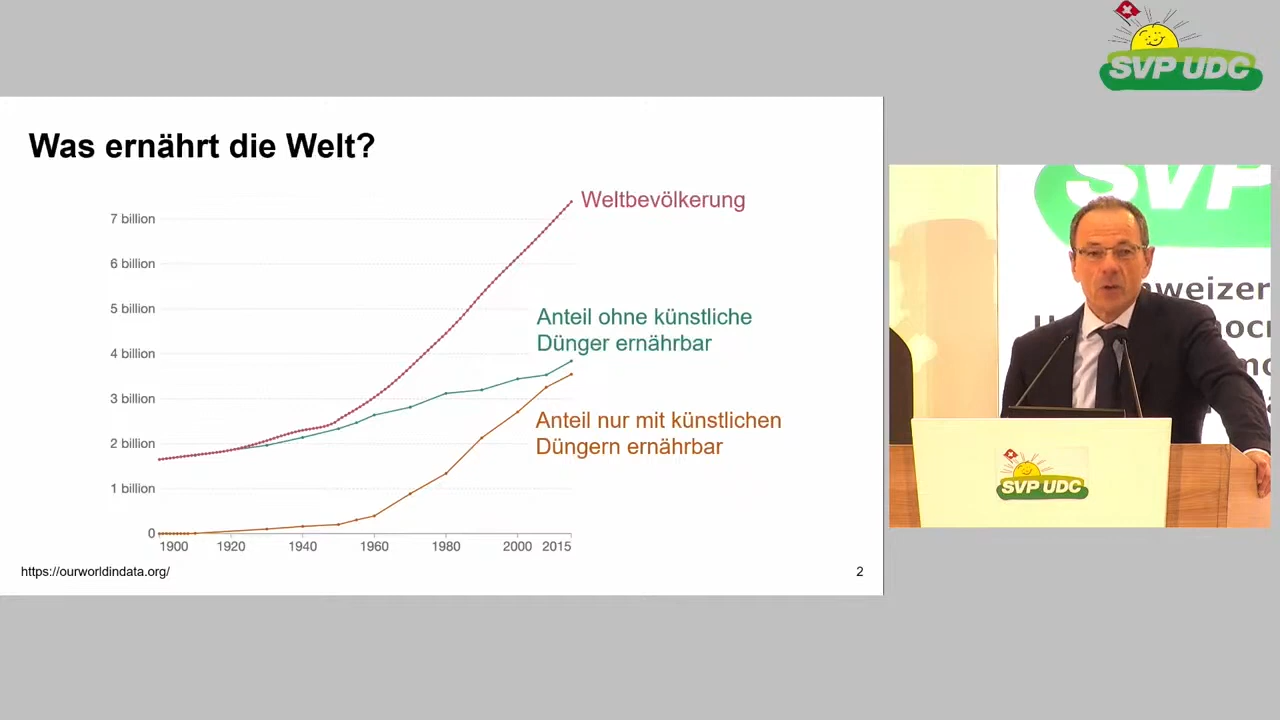 SVP UDC
Was ernährt die Welt?
Weltbevölkerung
7 billion
6 billion
5 billion
Anteil ohne künstliche
Dünger ernährbar
4 billion
3 billion
Anteil nur mit künstlichen
Düngern ernährbar
2 billion
1 billion
0
1900 1920 1940 1960 1980 2000 2015
https://ourworldindata.org/
2
SVP
SVP UDC